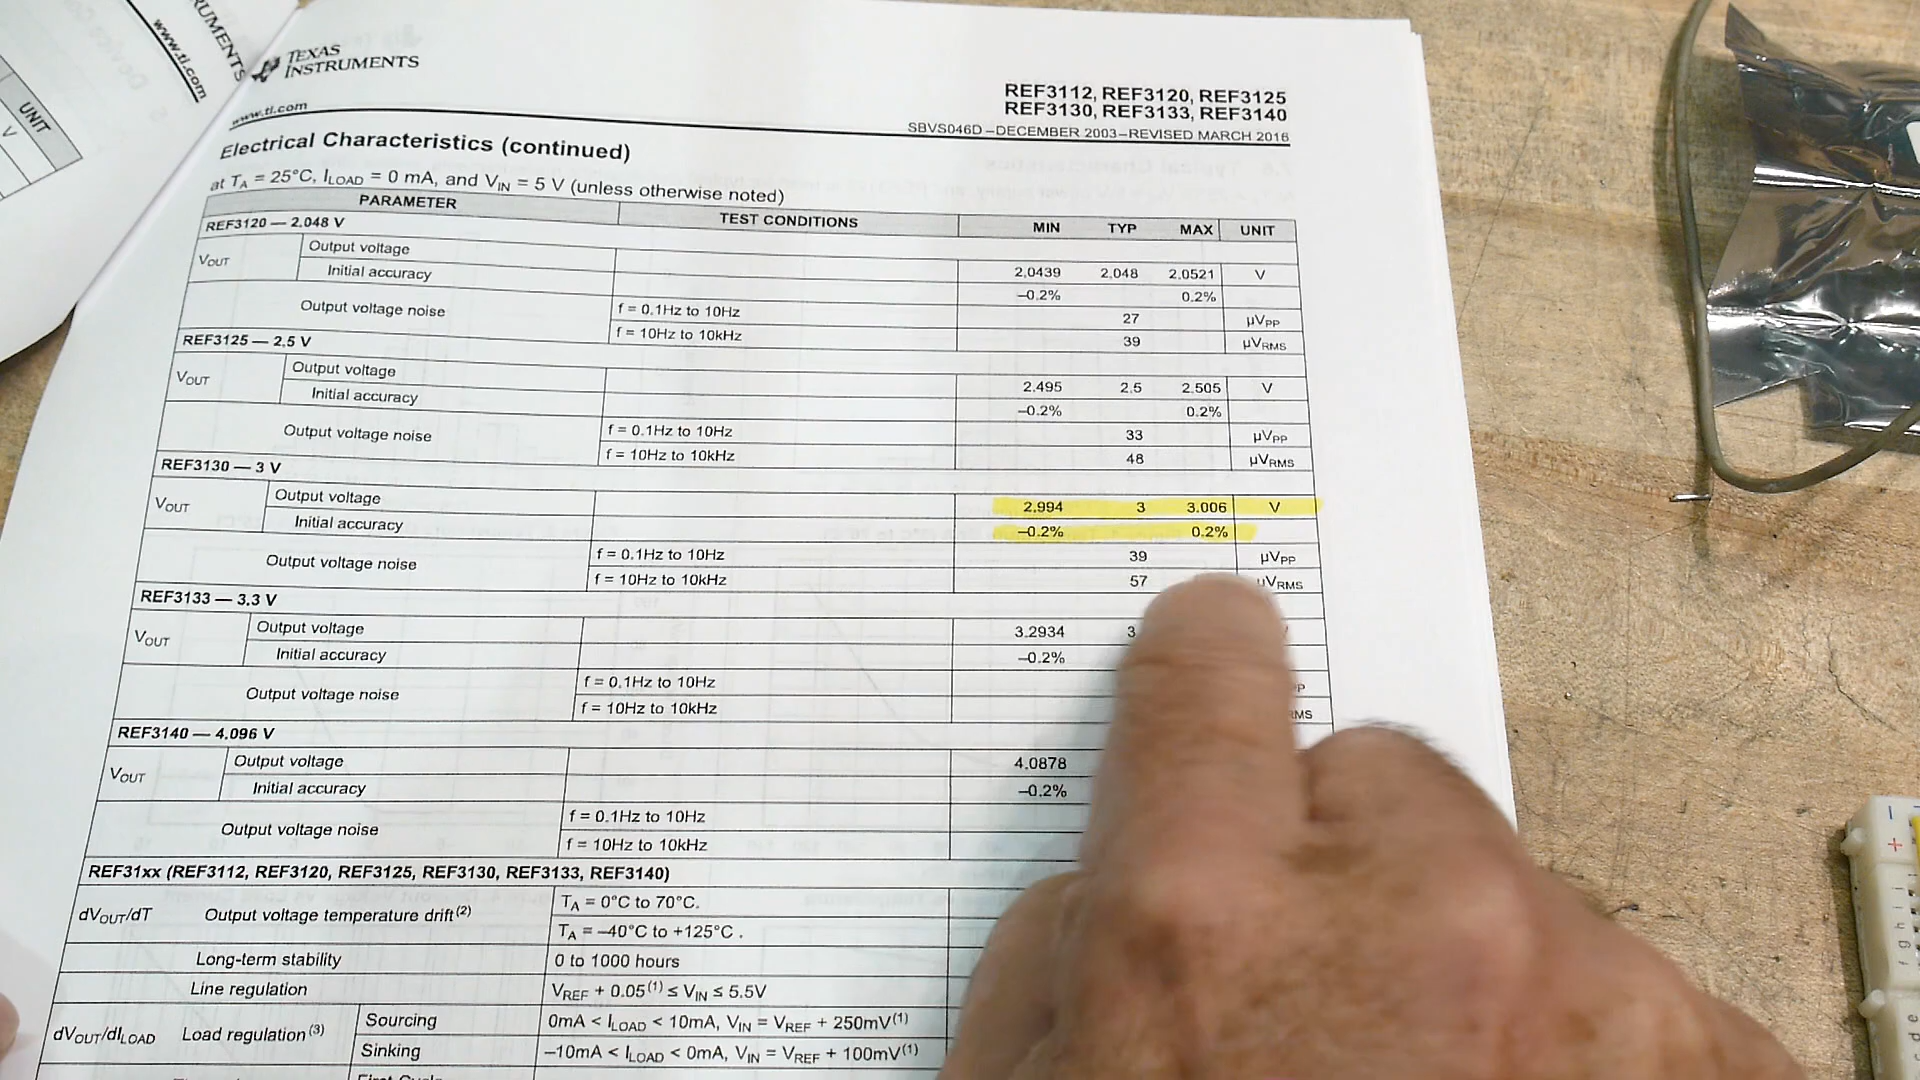 RUMENTS
www.ti.com
UNIT
V
TEXAS
INSTRUMENTS
www.ti.com
REF3112, REF3120, REF3125
REF3130, REF3133, REF3140
SBVS046D –DECEMBER 2003–REVISED MARCH 2016
Electrical Characteristics (continued)
at TA = 25°C, ILOAD = 0 mA, and VIN = 5 V (unless otherwise noted)
PARAMETER TEST CONDITIONS MIN TYP MAX UNIT
REF3120 — 2.048 V
VOUT Output voltage 2.0439 2.048 2.0521 V
Initial accuracy –0.2% 0.2%
Output voltage noise f = 0.1Hz to 10Hz 27 µVPP
f = 10Hz to 10kHz 39 µVRMS
REF3125 — 2.5 V
VOUT Output voltage 2.495 2.5 2.505 V
Initial accuracy –0.2% 0.2%
Output voltage noise f = 0.1Hz to 10Hz 33 µVPP
f = 10Hz to 10kHz 48 µVRMS
REF3130 — 3 V
VOUT Output voltage 2.994 3 3.006 V
Initial accuracy –0.2% 0.2%
Output voltage noise f = 0.1Hz to 10Hz 39 µVPP
f = 10Hz to 10kHz 57 µVRMS
REF3133 — 3.3 V
VOUT Output voltage 3.2934 3
Initial accuracy –0.2%
Output voltage noise f = 0.1Hz to 10Hz
f = 10Hz to 10kHz RMS
REF3140 — 4.096 V
VOUT Output voltage 4.0878
Initial accuracy –0.2%
Output voltage noise f = 0.1Hz to 10Hz
f = 10Hz to 10kHz
REF31xx (REF3112, REF3120, REF3125, REF3130, REF3133, REF3140)
dVOUT/dT Output voltage temperature drift(2) TA = 0°C to 70°C.
TA = –40°C to +125°C .
Long-term stability 0 to 1000 hours
Line regulation VREF + 0.05(1) ≤ VIN ≤ 5.5V
dVOUT/dILOAD Load regulation(3) Sourcing 0mA < ILOAD < 10mA, VIN = VREF + 250mV(1)
Sinking –10mA < ILOAD < 0mA, VIN = VREF + 100mV(1)